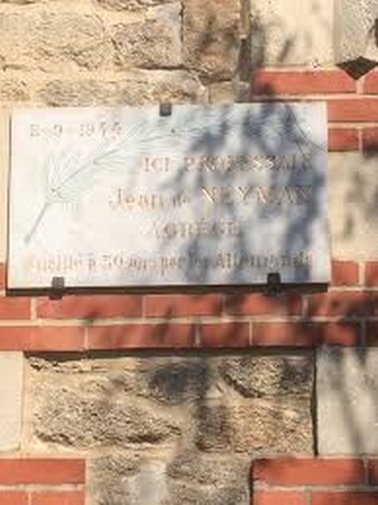 2-9-1944
ICI PROFESSAIT
Jean de NEYMAN
AGRÉGÉ
fusillé à 30 ans par les Allemands